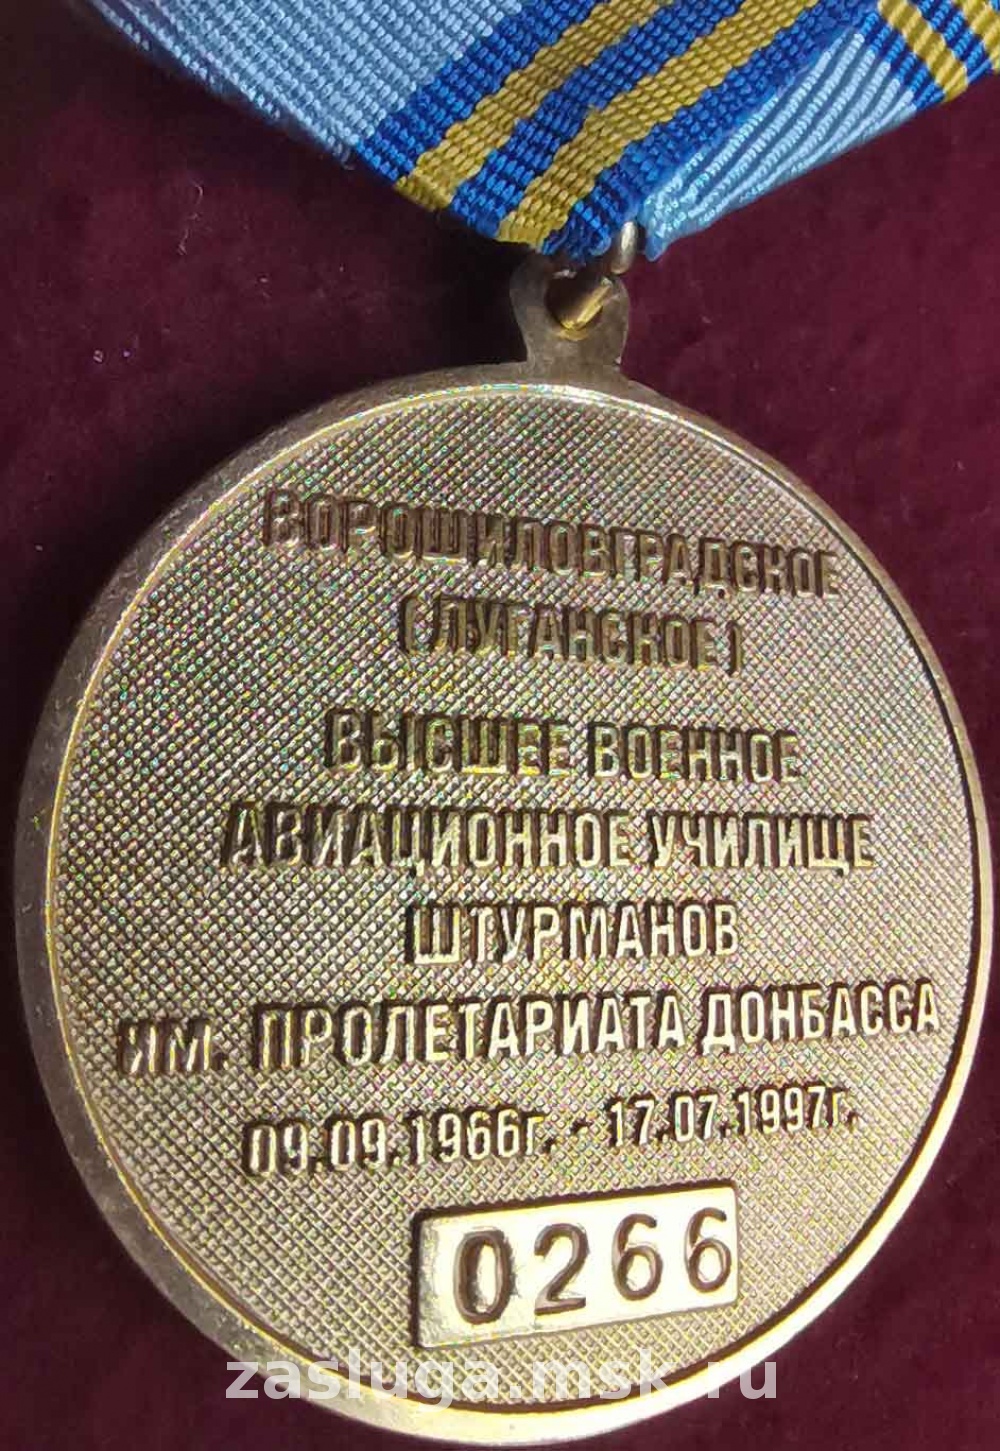 ВОРОШИЛОВГРАДСКОЕ
(ЛУГАНСКОЕ)
ВЫСШЕЕ ВОЕННОЕ
АВИАЦИОННОЕ УЧИЛИЩЕ
ШТУРМАНОВ
им. ПРОЛЕТАРИАТА ДОНБАССА
09.09.1966г. - 17.07.1997г.
0266
zasluga.msk.ru